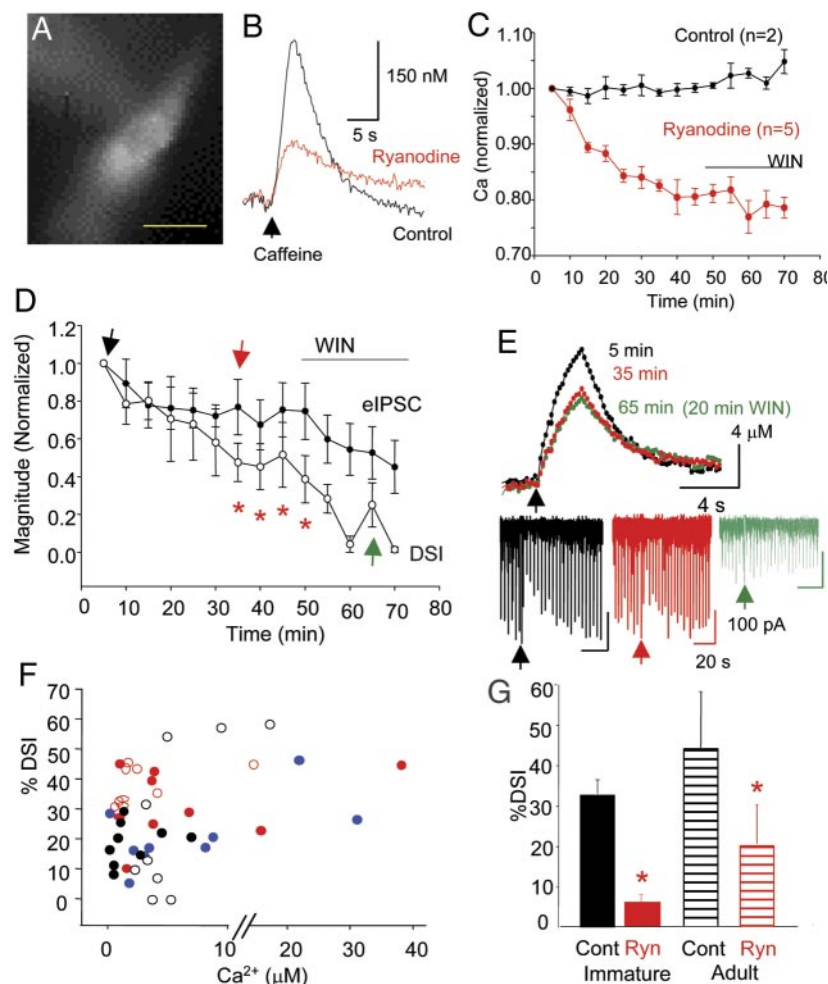 A
B
150 nM
5 s
Ryanodine
Control
Caffeine
C
Ca (normalized)
1.10
1.00
0.90
0.80
0.70
Control (n=2)
Ryanodine (n=5)
WIN
0 10 20 30 40 50 60 70 80
Time (min)
D
Magnitude (Normalized)
1.2
1.0
0.8
0.6
0.4
0.2
0.0
WIN
eIPSC
* * * *
DSI
0 10 20 30 40 50 60 70 80
Time (min)
E
5 min
35 min
65 min (20 min WIN)
4 μM
4 s
100 pA
20 s
F
% DSI
70
60
50
40
30
20
10
0
0 10 20 30 40
Ca2+ (μM)
G
%DSI
60
50
40
30
20
10
0
*
*
Cont Ryn Cont Ryn
Immature Adult